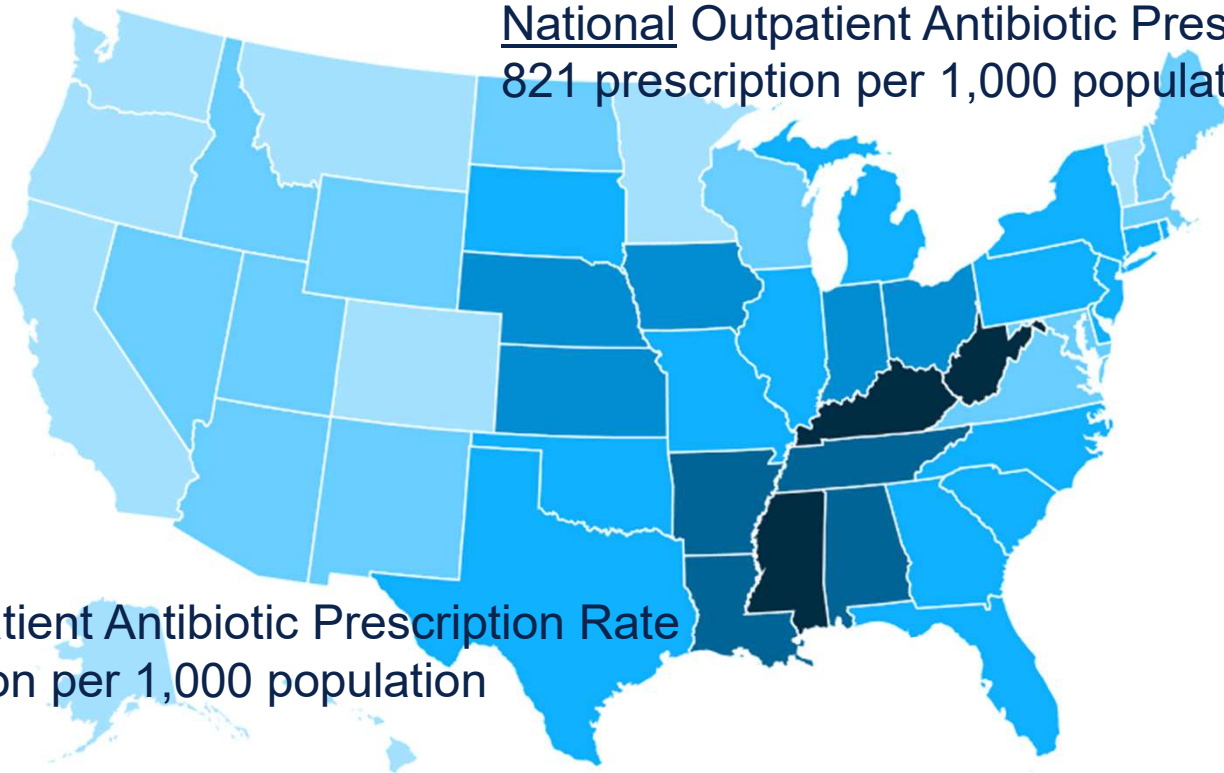 National Outpatient Antibiotic Pres
821 prescription per 1,000 populat
tient Antibiotic Prescription Rate
on per 1,000 population